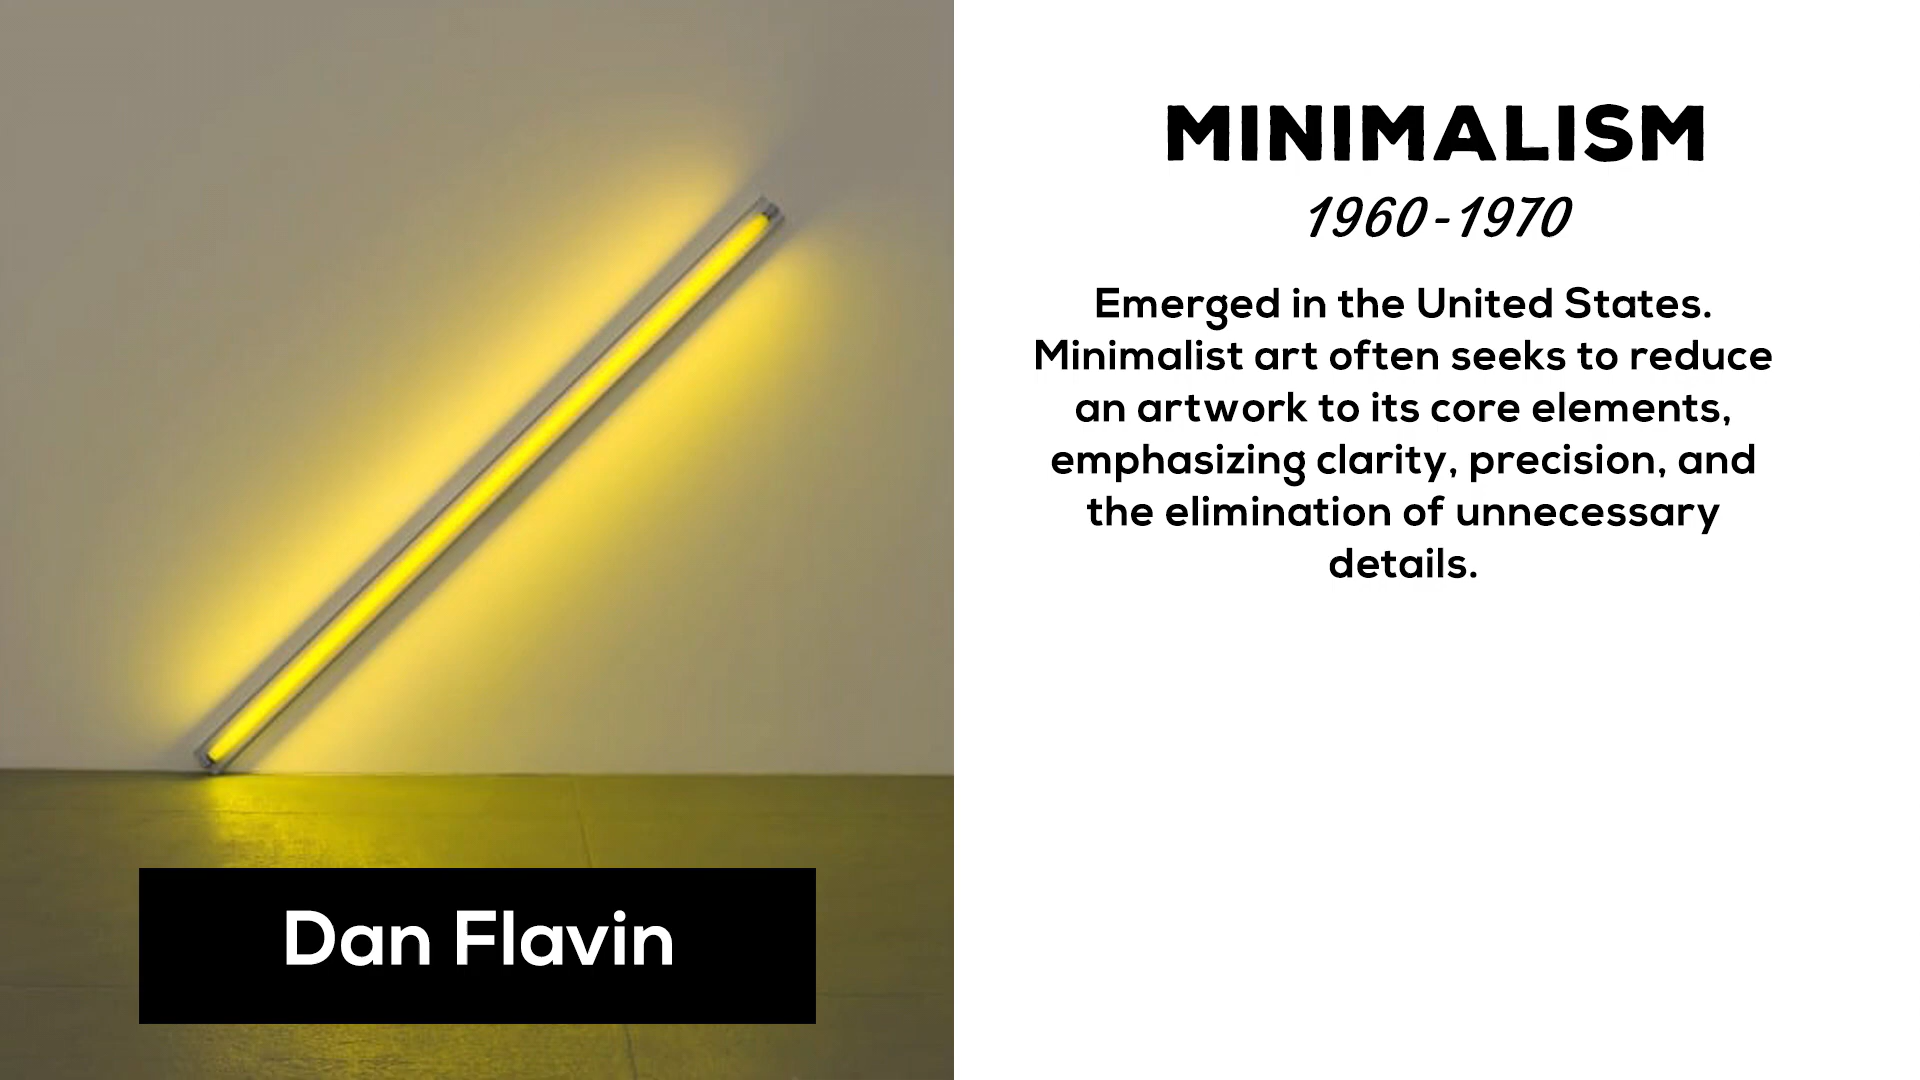 MINIMALISM
1960-1970
Emerged in the United States.
Minimalist art often seeks to reduce
an artwork to its core elements,
emphasizing clarity, precision, and
the elimination of unnecessary
details.
Dan Flavin